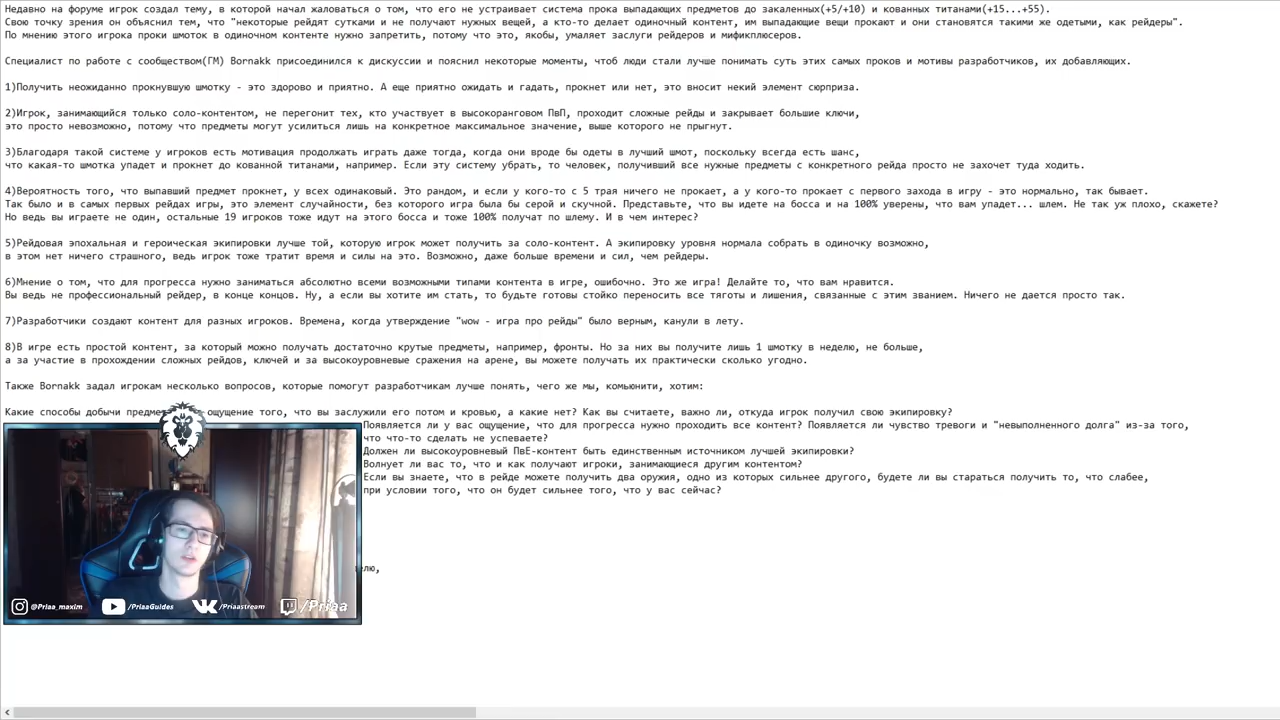 Недавно на форуме игрок создал тему, в которой начал жаловаться о том, что его не устраивает система прока выпадающих предметов до закаленных(+5/+10) и кованных титанами(+15...+55).
Свою точку зрения он объяснил тем, что "некоторые рейдят сутками и не получают нужных вещей, а кто-то делает одиночный контент, им выпадающие вещи прокают и они становятся такими же одетыми, как рейдеры".
По мнению этого игрока проки шмоток в одиночном контенте нужно запретить, потому что это, якобы, умаляет заслуги рейдеров и мификплюсеров.
Специалист по работе с сообществом(ГМ) Bornakk присоединился к дискуссии и пояснил некоторые моменты, чтоб люди стали лучше понимать суть этих самых проков и мотивы разработчиков, их добавляющих.
1)Получить неожиданно прокнувшую шмотку - это здорово и приятно. А еще приятно ожидать и гадать, прокнет или нет, это вносит некий элемент сюрприза.
2)Игрок, занимающийся только соло-контентом, не перегонит тех, кто участвует в высокоранговом ПвП, проходит сложные рейды и закрывает большие ключи,
это просто невозможно, потому что предметы могут усилиться лишь на конкретное максимальное значение, выше которого не прыгнут.
3)Благодаря такой системе у игроков есть мотивация продолжать играть даже тогда, когда они вроде бы одеты в лучший шмот, поскольку всегда есть шанс,
что какая-то шмотка упадет и прокнет до кованной титанами, например. Если эту систему убрать, то человек, получивший все нужные предметы с конкретного рейда просто не захочет туда ходить.
4)Вероятность того, что выпавший предмет прокнет, у всех одинаковый. Это рандом, и если у кого-то с 5 трая ничего не прокает, а у кого-то прокает с первого захода в игру - это нормально, так бывает.
Так было и в самых первых рейдах игры, это элемент случайности, без которого игра была бы серой и скучной. Представьте, что вы идете на босса и на 100% уверены, что вам упадет... шлем. Не так уж плохо, скажете?
Но ведь вы играете не один, остальные 19 игроков тоже идут на этого босса и тоже 100% получат по шлему. И в чем интерес?
5)Рейдовая эпохальная и героическая экипировки лучше той, которую игрок может получить за соло-контент. А экипировку уровня нормала собрать в одиночку возможно,
в этом нет ничего страшного, ведь игрок тоже тратит время и силы на это. Возможно, даже больше времени и сил, чем рейдеры.
6)Мнение о том, что для прогресса нужно заниматься абсолютно всеми возможными типами контента в игре, ошибочно. Это же игра! Делайте то, что вам нравится.
Вы ведь не профессиональный рейдер, в конце концов. Ну, а если вы хотите им стать, то будьте готовы стойко переносить все тяготы и лишения, связанные с этим званием. Ничего не дается просто так.
7)Разработчики создают контент для разных игроков. Времена, когда утверждение "wow - игра про рейды" было верным, канули в лету.
8)В игре есть простой контент, за который можно получать достаточно крутые предметы, например, фронты. Но за них вы получите лишь 1 шмотку в неделю, не больше,
а за участие в прохождении сложных рейдов, ключей и за высокоуровневые сражения на арене, вы можете получать их практически сколько угодно.
Также Bornakk задал игрокам несколько вопросов, которые помогут разработчикам лучше понять, чего же мы, комьюнити, хотим:
Какие способы добычи предмет ощущение того, что вы заслужили его потом и кровью, а какие нет? Как вы считаете, важно ли, откуда игрок получил свою экипировку?
Появляется ли у вас ощущение, что для прогресса нужно проходить все контент? Появляется ли чувство тревоги и "невыполненного долга" из-за того,
что что-то сделать не успеваете?
Должен ли высокоуровневый ПвЕ-контент быть единственным источником лучшей экипировки?
Волнует ли вас то, что и как получают игроки, занимающиеся другим контентом?
Если вы знаете, что в рейде можете получить два оружия, одно из которых сильнее другого, будете ли вы стараться получить то, что слабее,
при условии того, что он будет сильнее того, что у вас сейчас?
елю,
@Priaa_maxim /PriaaGuides /Priaastream /Priaa